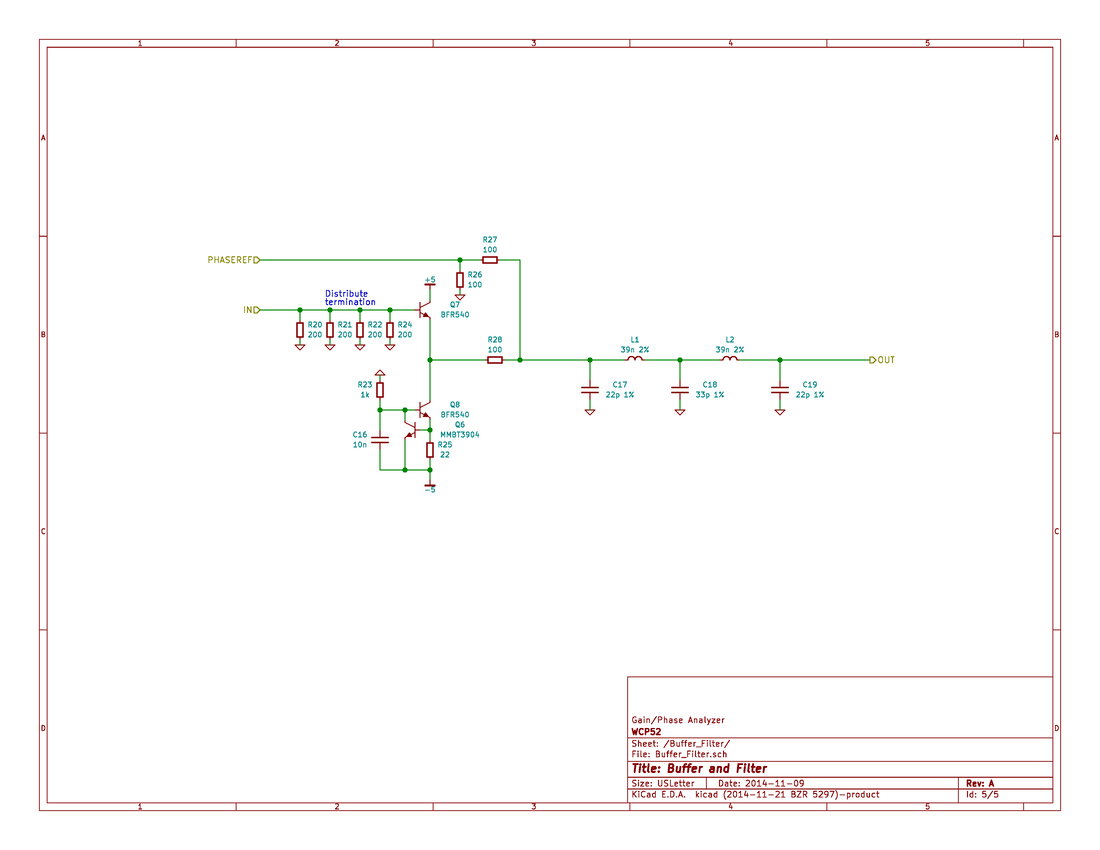 1 2 3 4 5
A A
R27
100
PHASEREF
R26
100
+5
Distribute
termination
Q7
BFR540
IN
R20
200
R21
200
R22
200
R24
200
B B
R28
100
L1
39n 2%
L2
39n 2%
OUT
R23
1k
C17
22p 1%
C18
33p 1%
C19
22p 1%
Q8
BFR540
Q6
MMBT3904
C16
10n
R25
22
-5
C C
Gain/Phase Analyzer
WCP52
D D
Sheet: /Buffer_Filter/
File: Buffer_Filter.sch
Title: Buffer and Filter
Size: USLetter Date: 2014-11-09 Rev: A
KiCad E.D.A. kicad (2014-11-21 BZR 5297)-product Id: 5/5
1 2 3 4 5